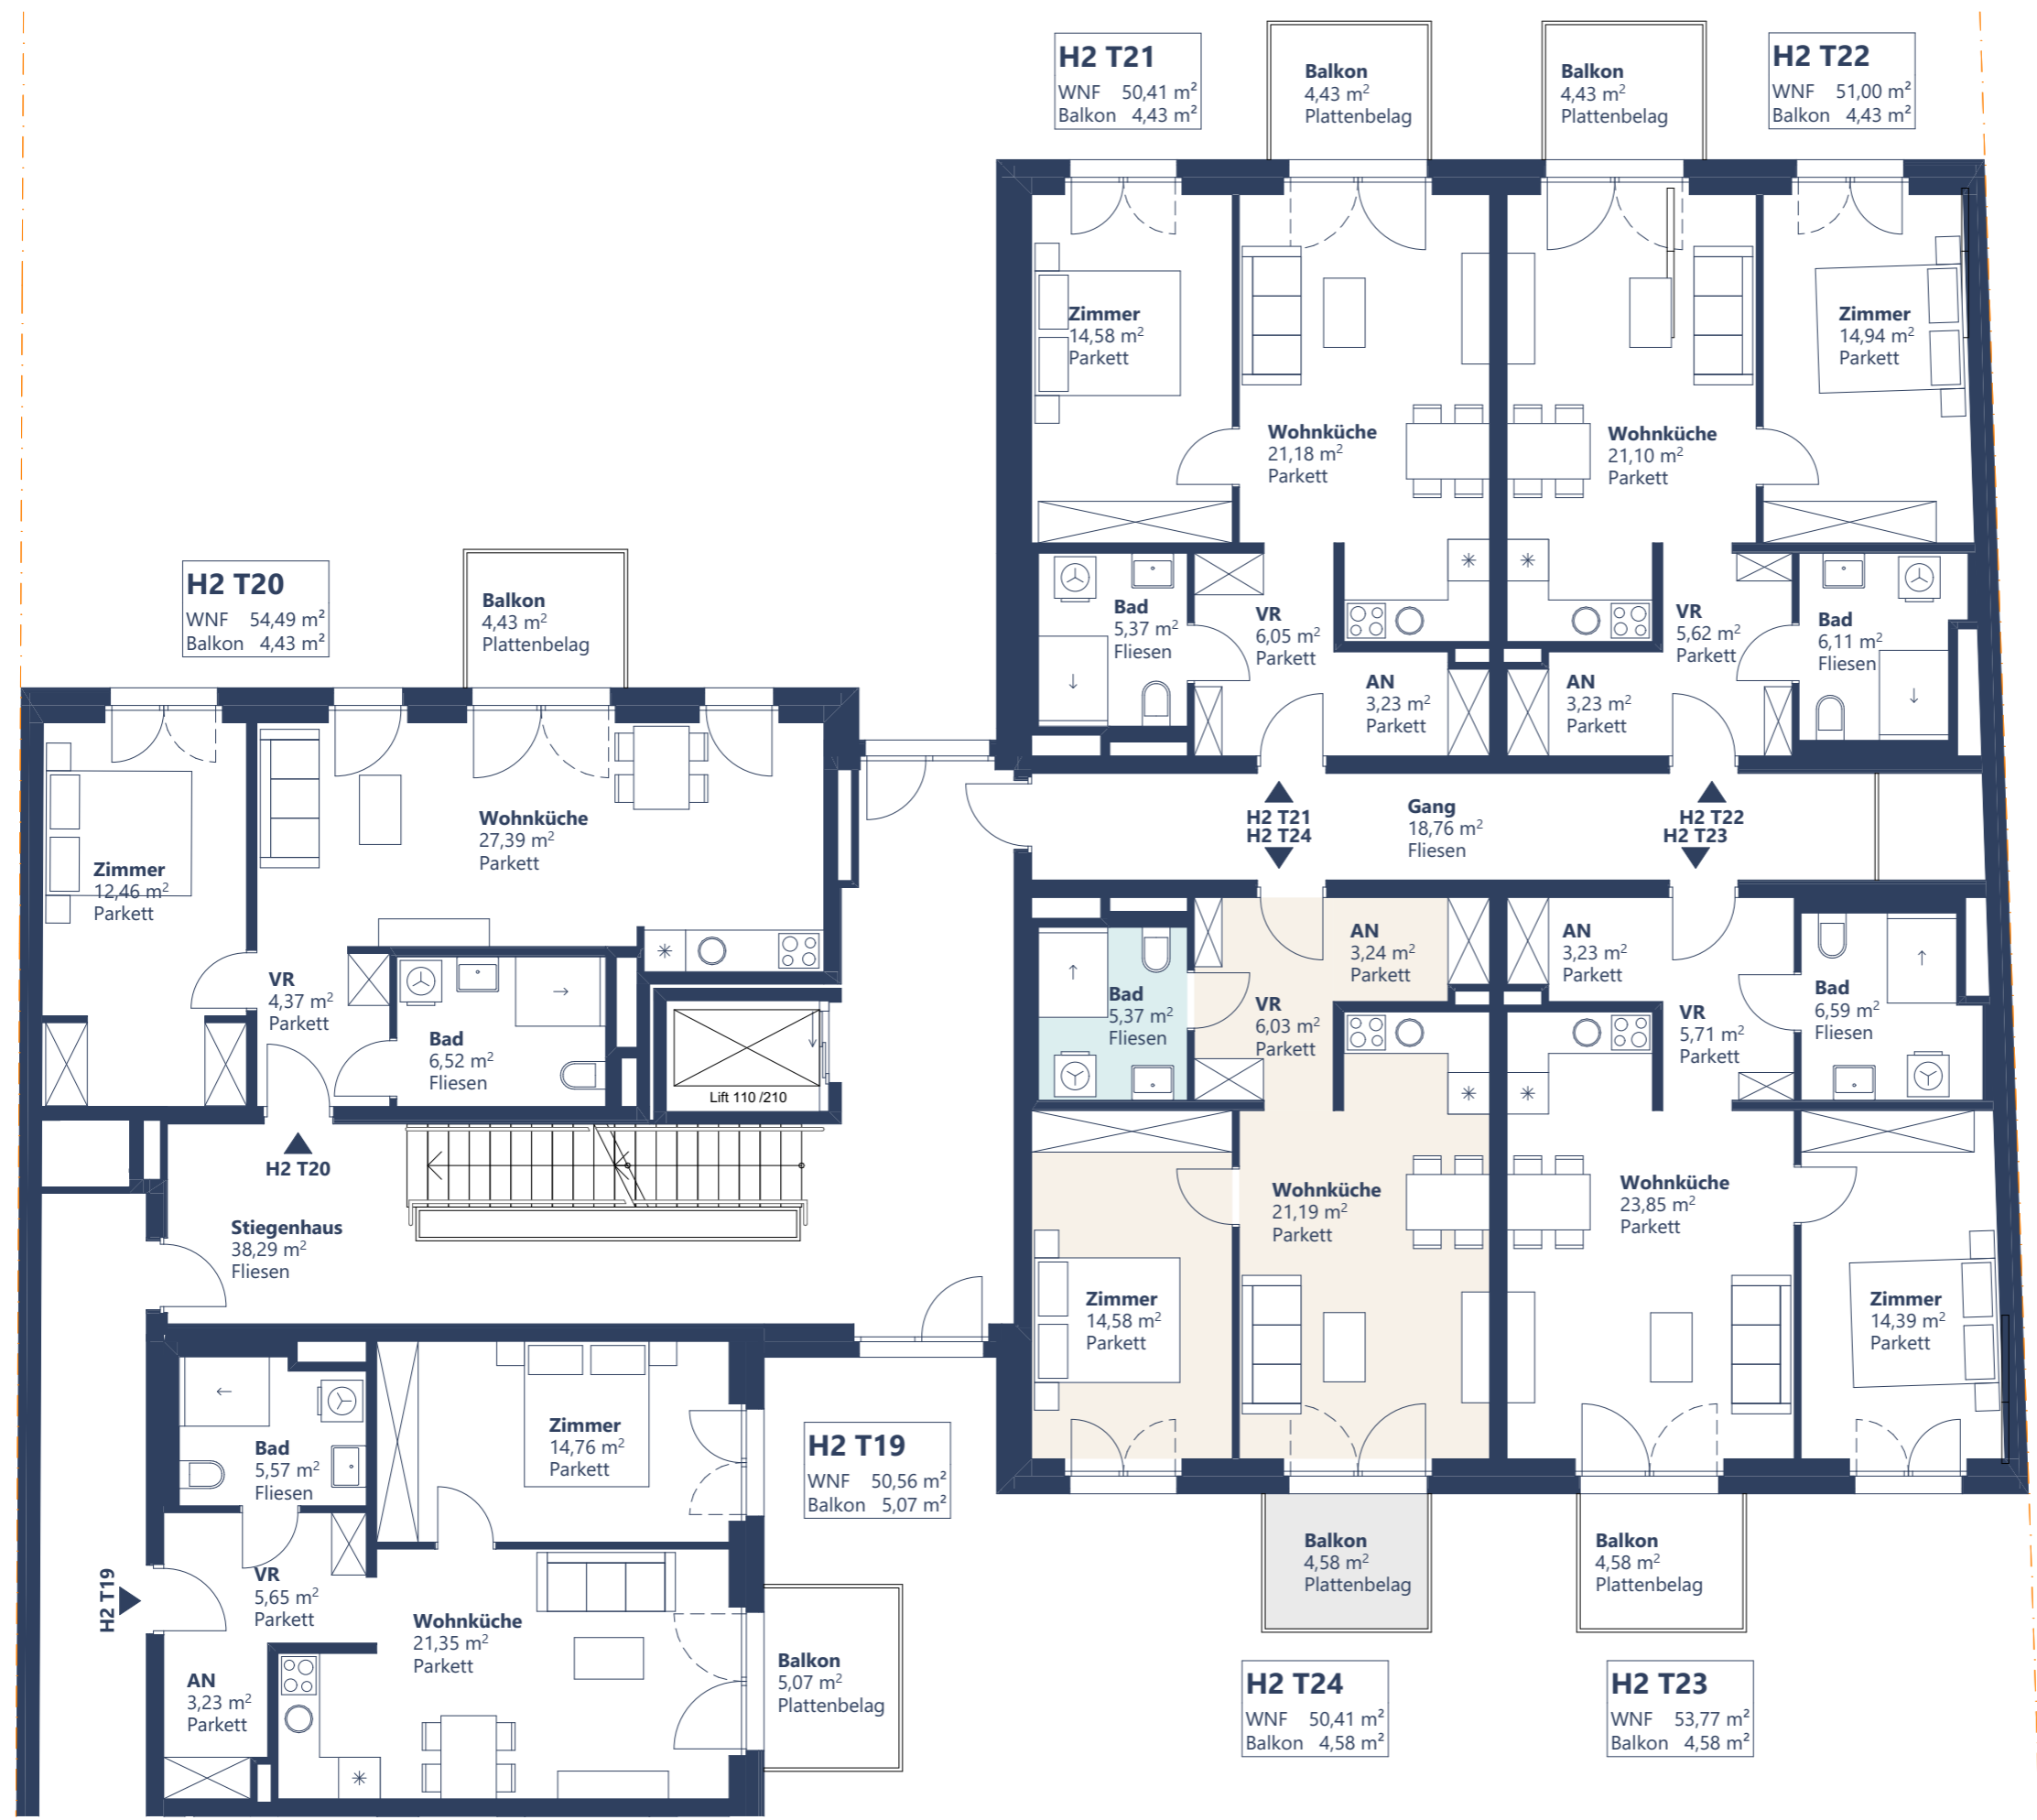 H2 T21
WNF 50,41 m²
Balkon 4,43 m²
Balkon
4,43 m²
Plattenbelag
Balkon
4,43 m²
Plattenbelag
H2 T22
WNF 51,00 m²
Balkon 4,43 m²
Zimmer
14,58 m²
Parkett
Wohnküche
21,18 m²
Parkett
Wohnküche
21,10 m²
Parkett
Zimmer
14,94 m²
Parkett
Bad
5,37 m²
Fliesen
VR
6,05 m²
Parkett
AN
3,23 m²
Parkett
AN
3,23 m²
Parkett
VR
5,62 m²
Parkett
Bad
6,11 m²
Fliesen
H2 T20
WNF 54,49 m²
Balkon 4,43 m²
Balkon
4,43 m²
Plattenbelag
Zimmer
12,46 m²
Parkett
Wohnküche
27,39 m²
Parkett
VR
4,37 m²
Parkett
Bad
6,52 m²
Fliesen
Lift 110 /210
H2 T20
Stiegenhaus
38,29 m²
Fliesen
H2 T21
H2 T24
Gang
18,76 m²
Fliesen
H2 T22
H2 T23
Bad
5,37 m²
Fliesen
VR
6,03 m²
Parkett
AN
3,24 m²
Parkett
AN
3,23 m²
Parkett
VR
5,71 m²
Parkett
Bad
6,59 m²
Fliesen
Zimmer
14,58 m²
Parkett
Wohnküche
21,19 m²
Parkett
Wohnküche
23,85 m²
Parkett
Zimmer
14,39 m²
Parkett
Bad
5,57 m²
Fliesen
Zimmer
14,76 m²
Parkett
H2 T19
WNF 50,56 m²
Balkon 5,07 m²
H2 T19
VR
5,65 m²
Parkett
AN
3,23 m²
Parkett
Wohnküche
21,35 m²
Parkett
Balkon
5,07 m²
Plattenbelag
Balkon
4,58 m²
Plattenbelag
Balkon
4,58 m²
Plattenbelag
H2 T24
WNF 50,41 m²
Balkon 4,58 m²
H2 T23
WNF 53,77 m²
Balkon 4,58 m²